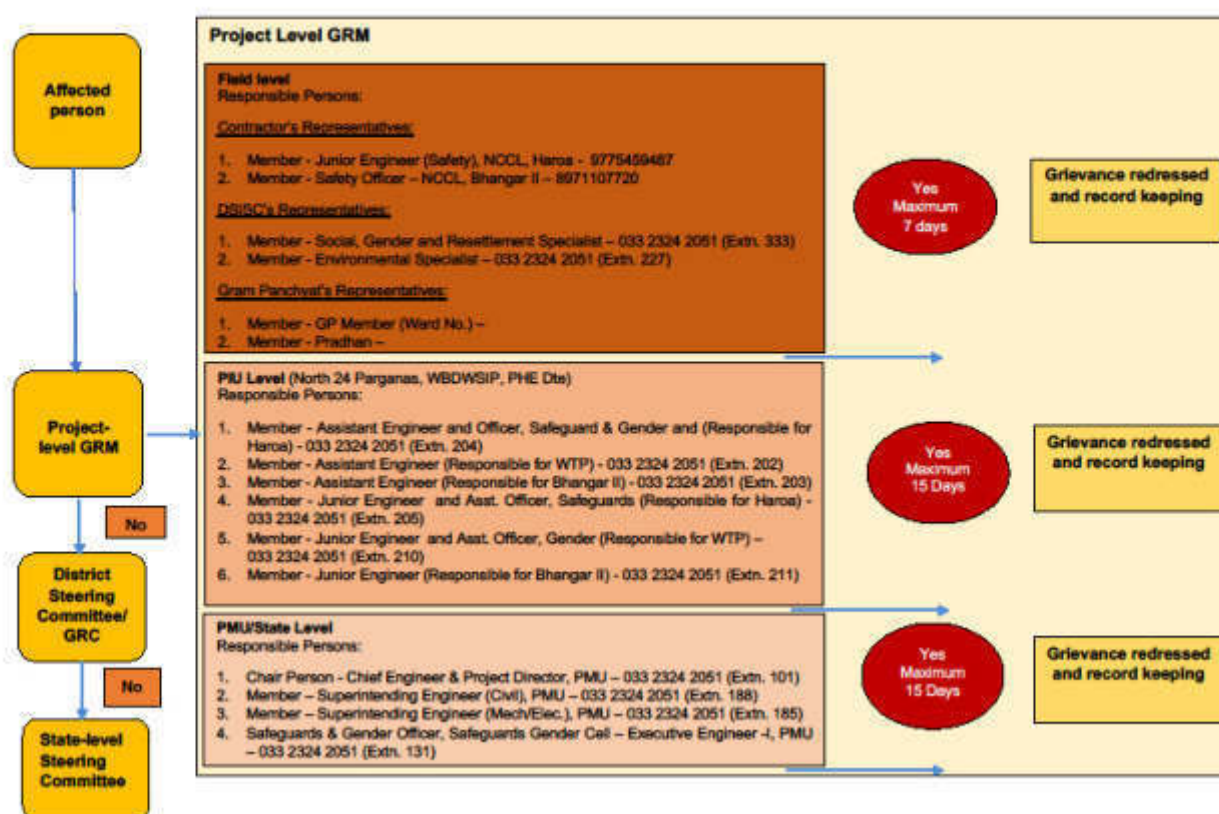 Affected
person
Project-
level GRM
No
District
Steering
Committee/
GRC
No
State-level
Steering
Committee
Project Level GRM
Field level
Responsible Persons:
Contractor's Representatives:
1. Member - Junior Engineer (Safety), NCCL, Haroa - 9775459487
2. Member - Safety Officer – NCCL, Bhangar II – 8971107720
DSISC's Representatives:
1. Member - Social, Gender and Resettlement Specialist – 033 2324 2051 (Extn. 333)
2. Member - Environmental Specialist – 033 2324 2051 (Extn. 227)
Gram Panchyat's Representatives:
1. Member - GP Member (Ward No.) –
2. Member - Pradhan –
Yes
Maximum
7 days
Grievance redressed
and record keeping
PIU Level (North 24 Parganas, WBDWSIP, PHE Dte)
Responsible Persons:
1. Member - Assistant Engineer and Officer, Safeguard & Gender and (Responsible for
Haroa) - 033 2324 2051 (Extn. 204)
2. Member - Assistant Engineer (Responsible for WTP) - 033 2324 2051 (Extn. 202)
3. Member - Assistant Engineer (Responsible for Bhangar II) - 033 2324 2051 (Extn. 203)
4. Member - Junior Engineer and Asst. Officer, Safeguards (Responsible for Haroa) -
033 2324 2051 (Extn. 205)
5. Member - Junior Engineer and Asst. Officer, Gender (Responsible for WTP) –
033 2324 2051 (Extn. 210)
6. Member - Junior Engineer (Responsible for Bhangar II) - 033 2324 2051 (Extn. 211)
Yes
Maximum
15 Days
Grievance redressed
and record keeping
PMU/State Level
Responsible Persons:
1. Chair Person - Chief Engineer & Project Director, PMU – 033 2324 2051 (Extn. 101)
2. Member – Superintending Engineer (Civil), PMU – 033 2324 2051 (Extn. 188)
3. Member – Superintending Engineer (Mech/Elec.), PMU – 033 2324 2051 (Extn. 185)
4. Safeguards & Gender Officer, Safeguards Gender Cell – Executive Engineer -I, PMU
– 033 2324 2051 (Extn. 131)
Yes
Maximum
15 Days
Grievance redressed
and record keeping